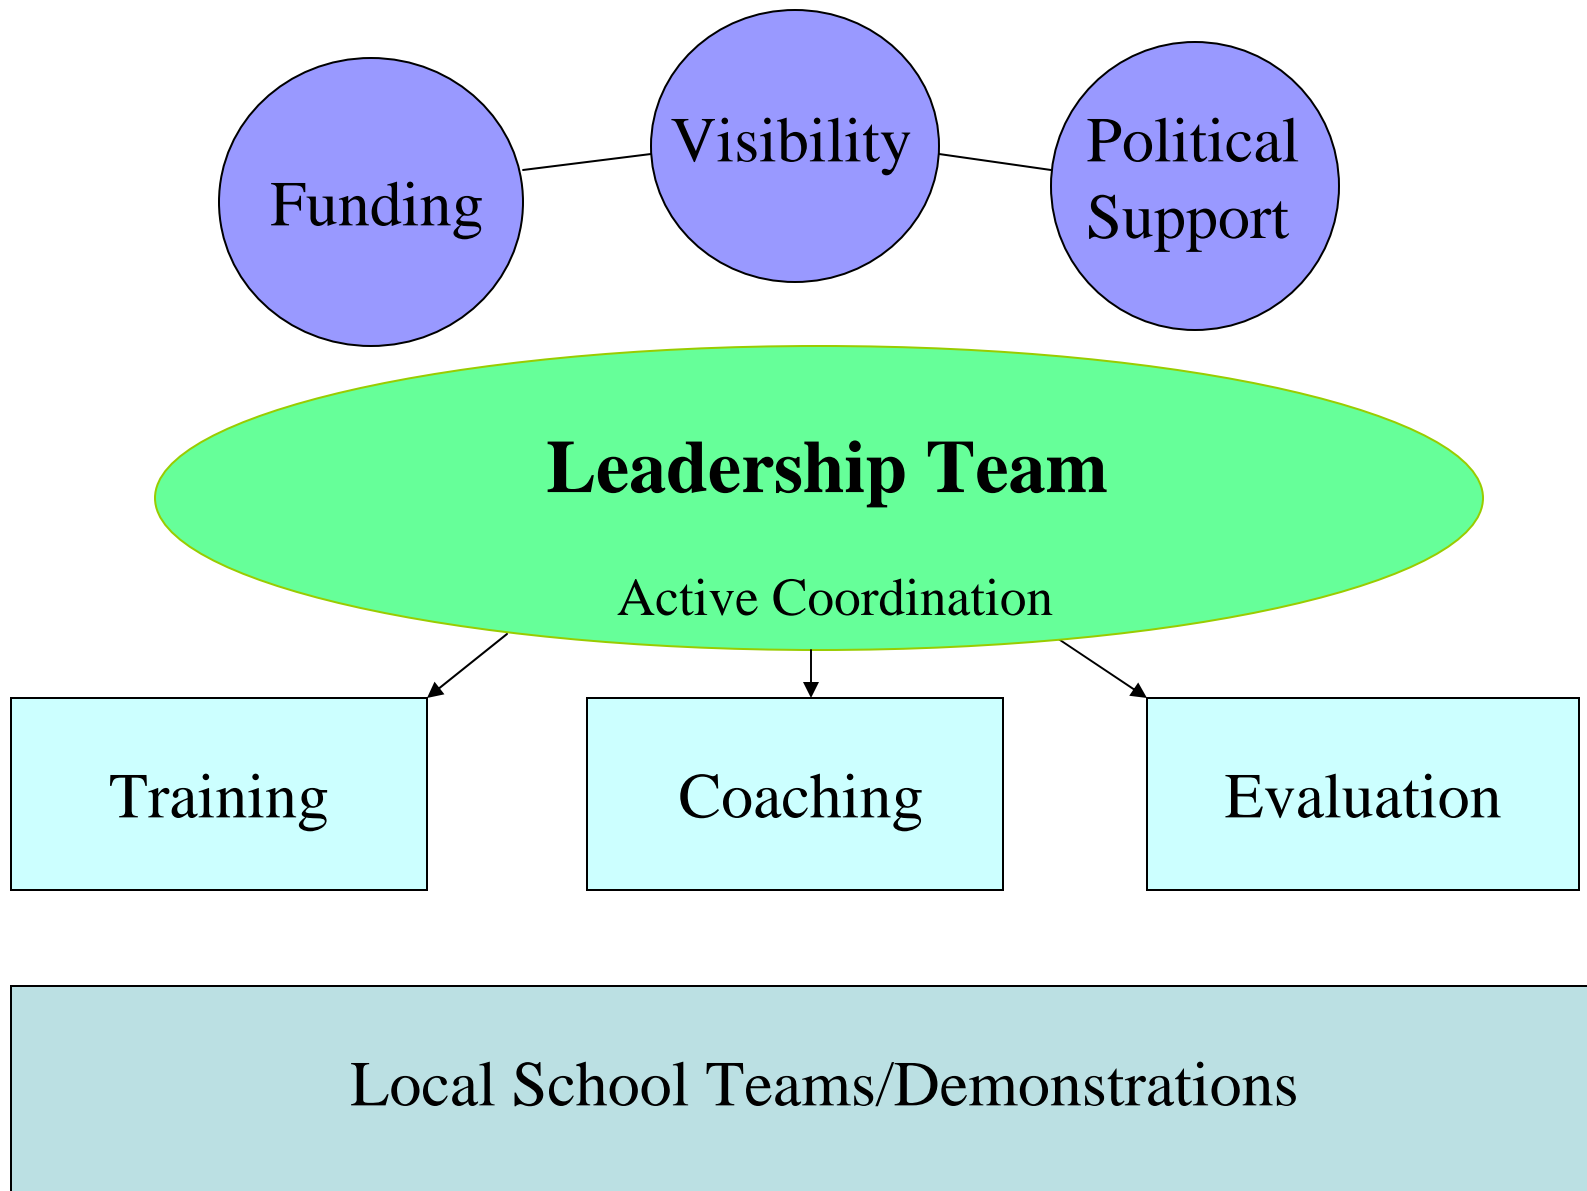 Visibility
Political
Support
Funding
Leadership Team
Active Coordination
Training
Coaching
Evaluation
Local School Teams/Demonstrations